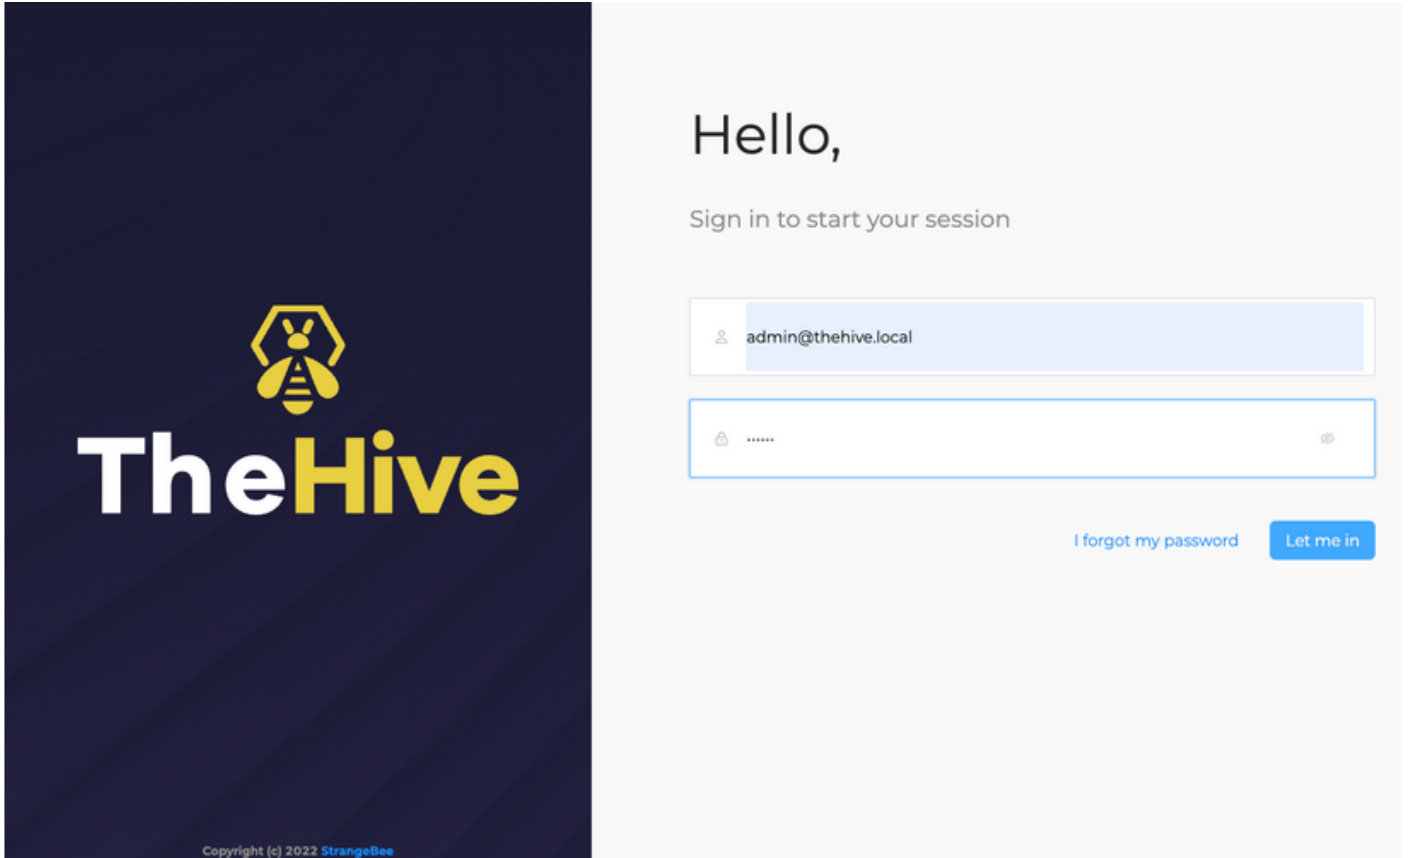 TheHive
Copyright (c) 2022 StrangeBee
Hello,
Sign in to start your session
admin@thehive.local
······
I forgot my password
Let me in